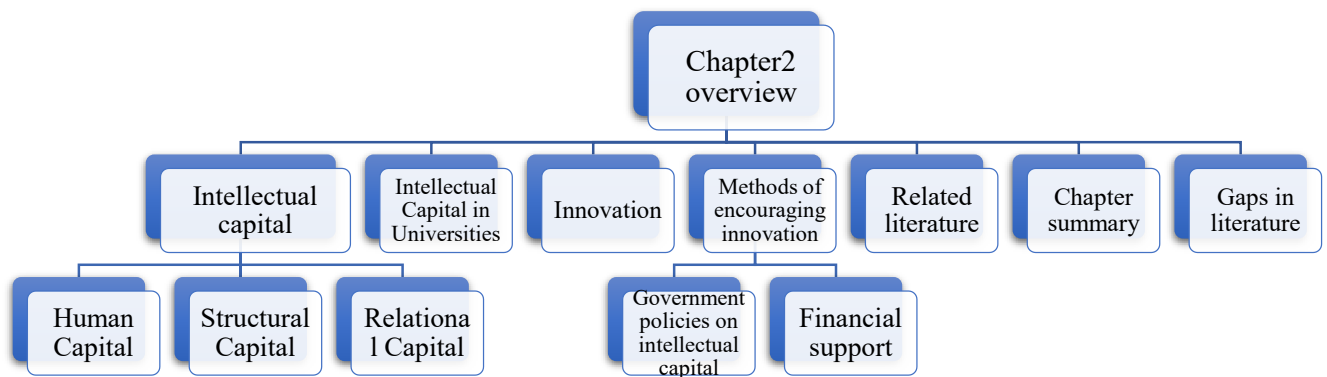 Chapter2
overview
Intellectual
capital
Intellectual
Capital in
Universities
Innovation
Methods of
encouraging
innovation
Related
literature
Chapter
summary
Gaps in
literature
Human
Capital
Structural
Capital
Relationa
l Capital
Government
policies on
intellectual
capital
Financial
support